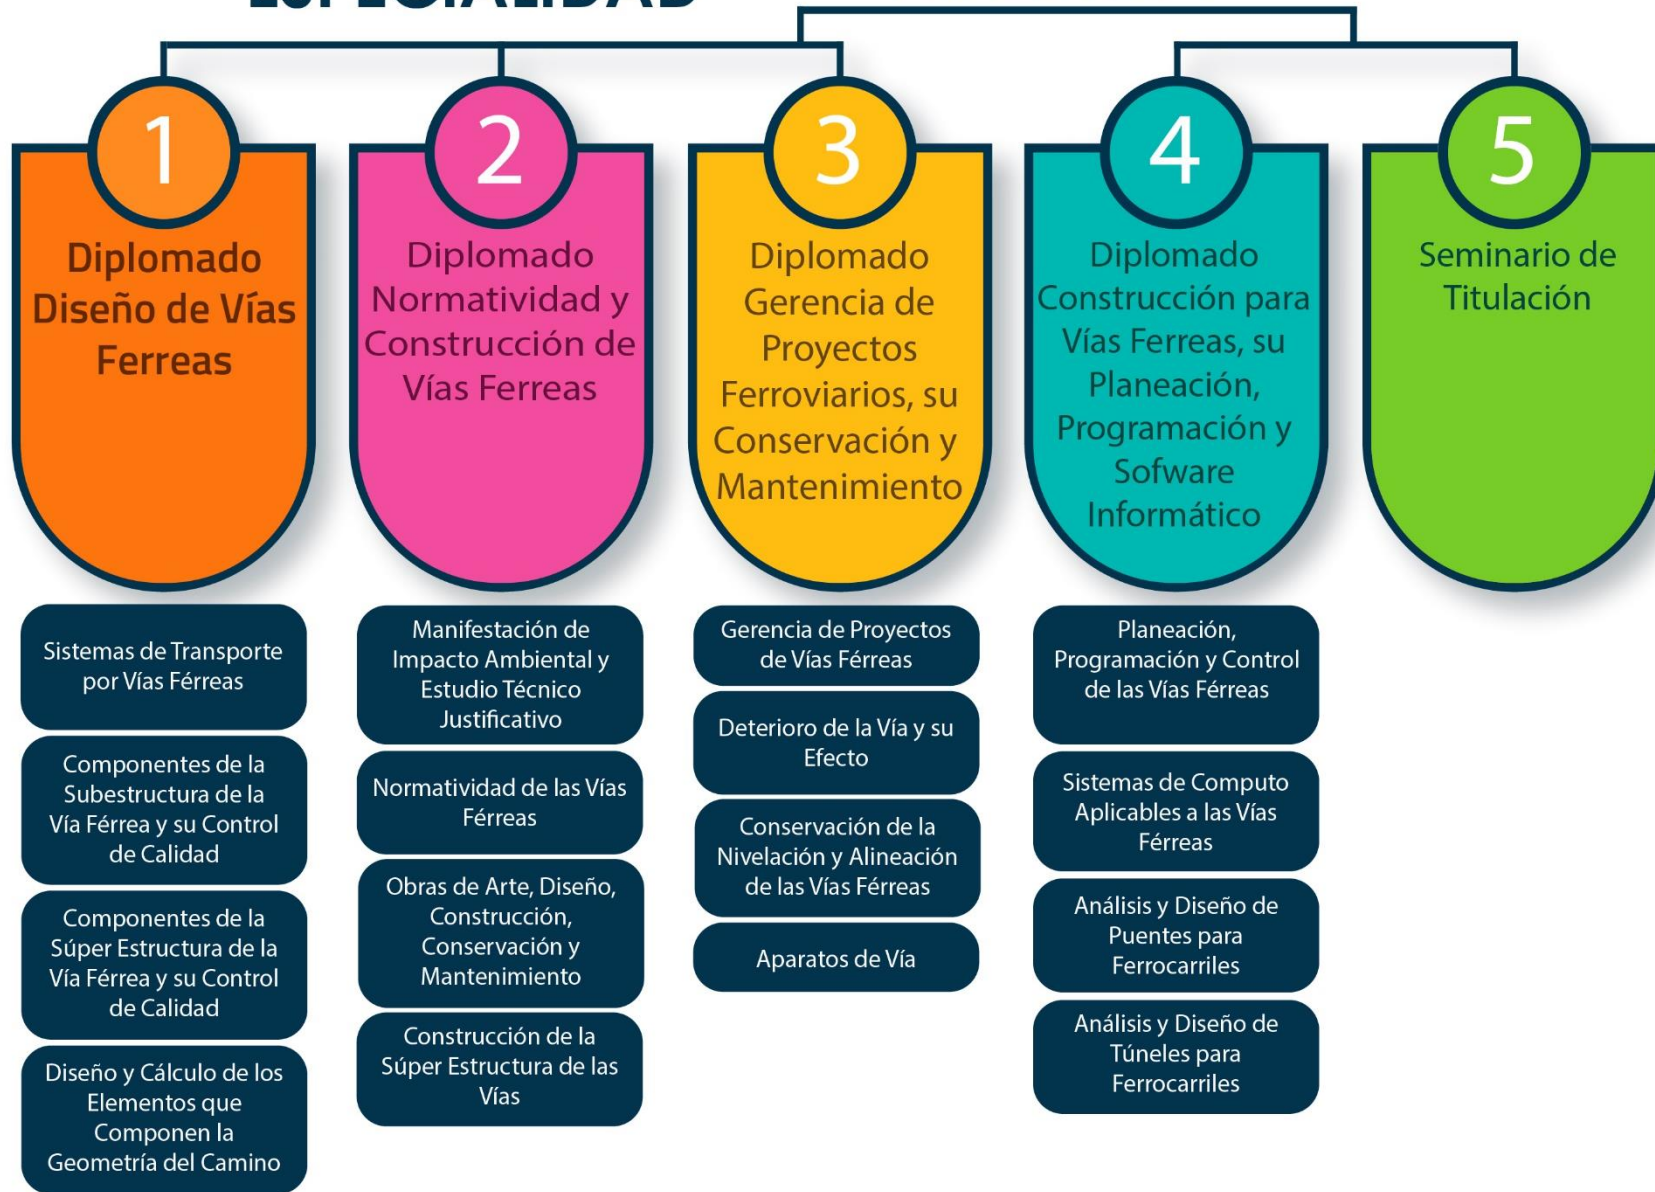 ESPECIALIDAD
1
Diplomado
Diseño de Vías
Ferreas
Sistemas de Transporte
por Vías Férreas
Componentes de la
Subestructura de la
Vía Férrea y su Control
de Calidad
Componentes de la
Súper Estructura de la
Vía Férrea y su Control
de Calidad
Diseño y Cálculo de los
Elementos que
Componen la
Geometría del Camino
2
Diplomado
Normatividad y
Construcción de
Vías Ferreas
Manifestación de
Impacto Ambiental y
Estudio Técnico
Justificativo
Normatividad de las Vías
Férreas
Obras de Arte, Diseño,
Construcción,
Conservación y
Mantenimiento
Construcción de la
Súper Estructura de las
Vías
3
Diplomado
Gerencia de
Proyectos
Ferroviarios, su
Conservación y
Mantenimiento
Gerencia de Proyectos
de Vías Férreas
Deterioro de la Vía y su
Efecto
Conservación de la
Nivelación y Alineación
de las Vías Férreas
Aparatos de Vía
4
Diplomado
Construcción para
Vías Ferreas, su
Planeación,
Programación y
Sofware
Informático
Planeación,
Programación y Control
de las Vías Férreas
Sistemas de Computo
Aplicables a las Vías
Férreas
Análisis y Diseño de
Puentes para
Ferrocarriles
Análisis y Diseño de
Túneles para
Ferrocarriles
5
Seminario de
Titulación